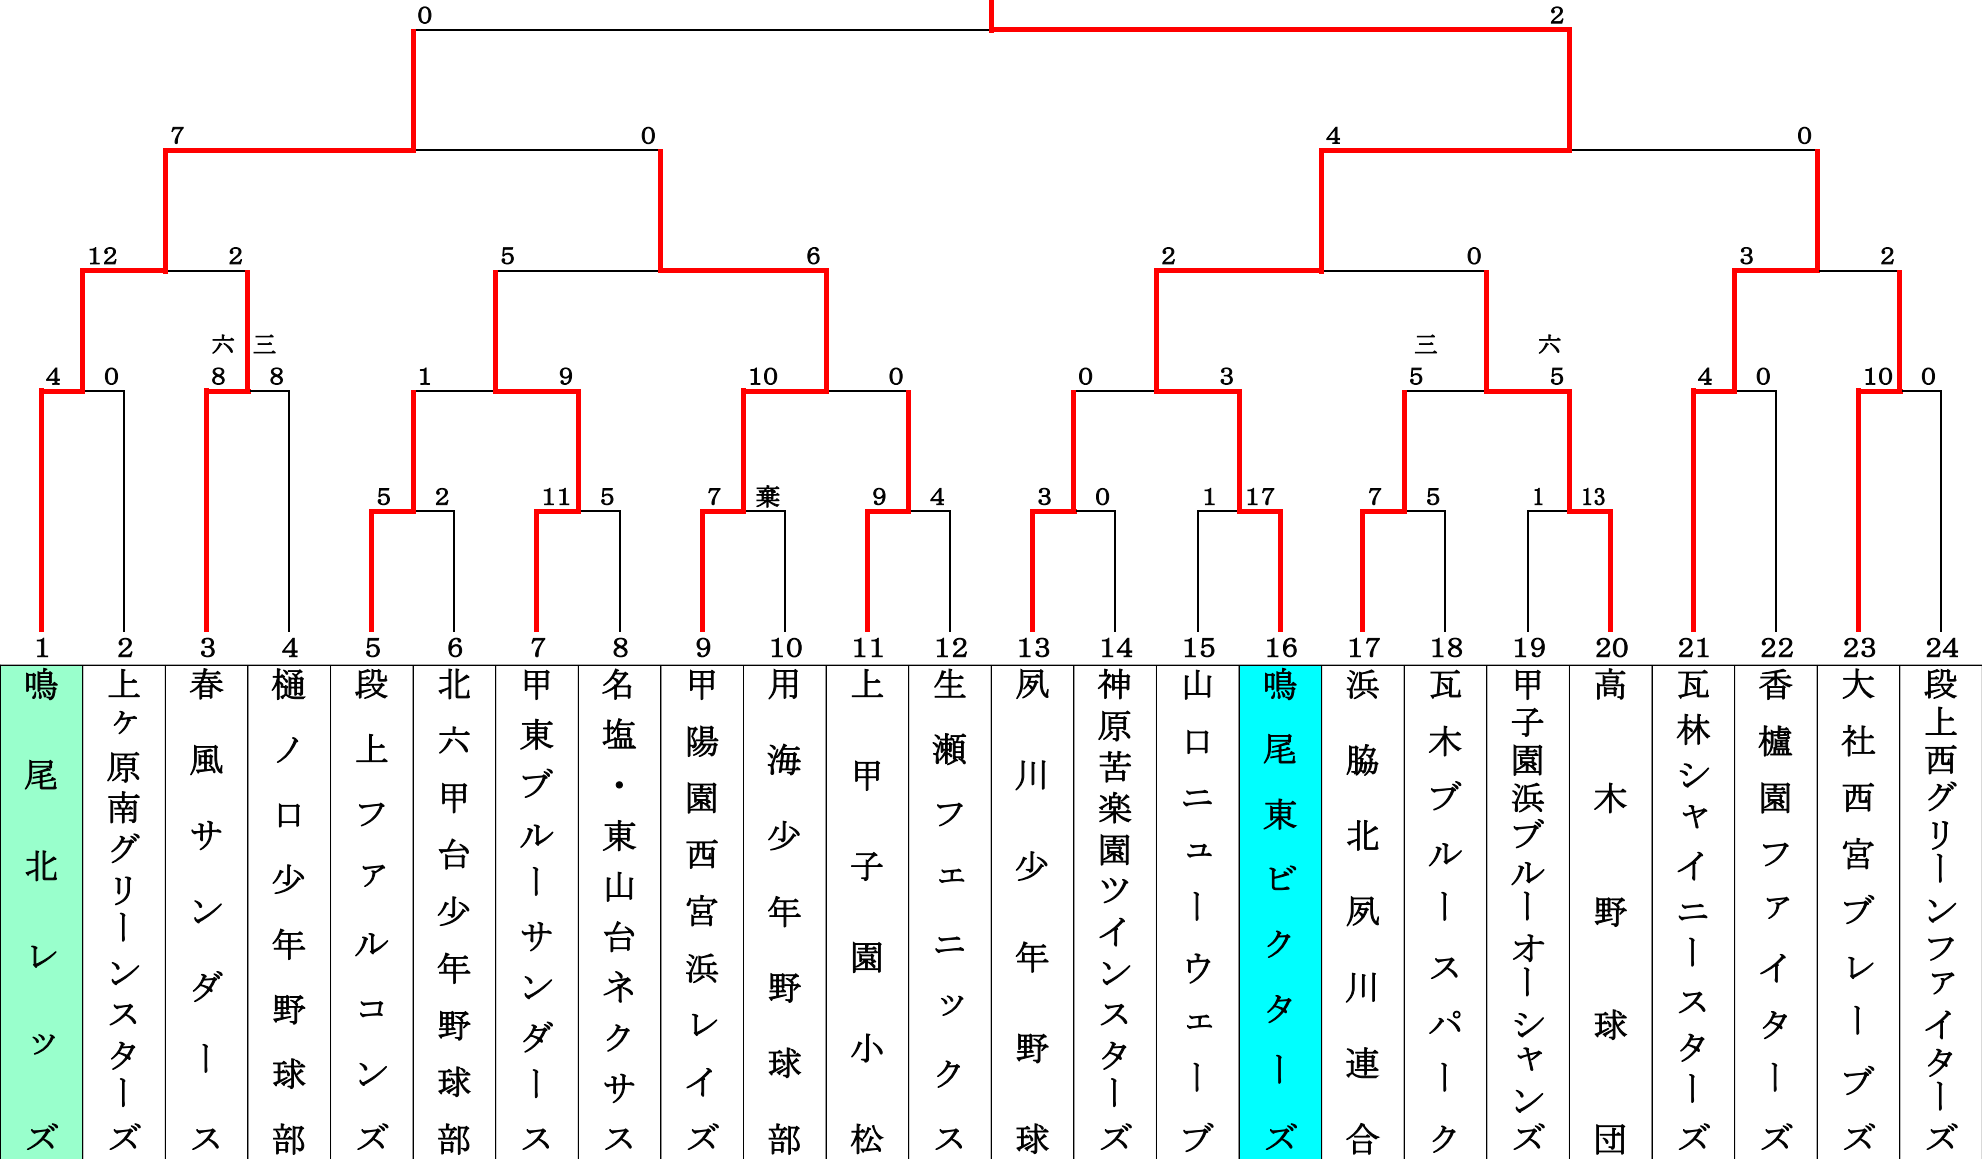 0 2
7 0 4 0
12 2 5 6 2 0 3 2
六 三 三 六
4 0 8 8 1 9 10 0 0 3 5 5 4 0 10 0
5 2 11 5 7 棄 9 4 3 0 1 17 7 5 1 13
1 2 3 4 5 6 7 8 9 10 11 12 13 14 15 16 17 18 19 20 21 22 23 24
鳴尾北レッズ
上ヶ原南グリーンスターズ
春風サンダース
樋ノ口少年野球部
段上ファルコンズ
北六甲台少年野球部
甲東ブルーサンダース
名塩・東山台ネクサス
甲陽園西宮浜レイズ
用海少年野球部
上甲子園小松
生瀬フェニックス
夙川少年野球
神原苦楽園ツインスターズ
山口ニューウェーブ
鳴尾東ビクターズ
浜脇北夙川連合
瓦木ブルースパーク
甲子園浜ブルーオーシャンズ
高木野球団
瓦林シャイニースターズ
香櫨園ファイターズ
大社西宮ブレーブズ
段上西グリーンファイターズ